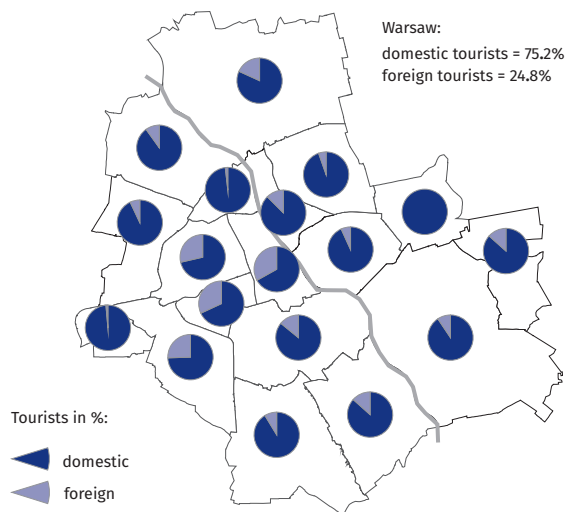 Warsaw:
domestic tourists = 75.2%
foreign tourists = 24.8%
Tourists in %:
domestic
foreign